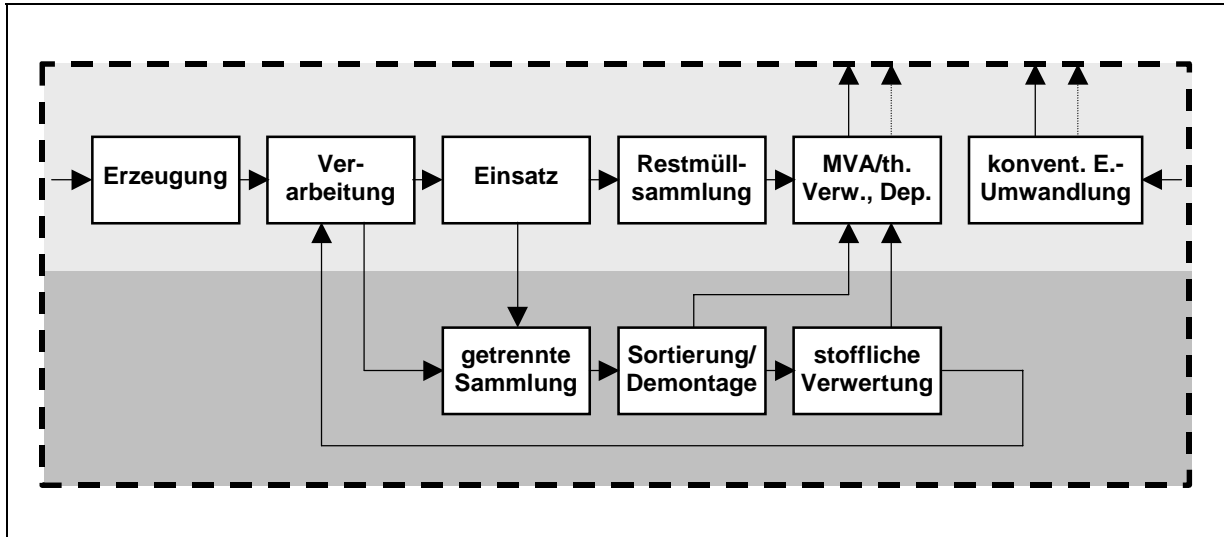 Erzeugung
Ver-
arbeitung
Einsatz
Restmüll-
sammlung
MVA/th.
Verw., Dep.
konvent. E.-
Umwandlung
getrennte
Sammlung
Sortierung/
Demontage
stoffliche
Verwertung